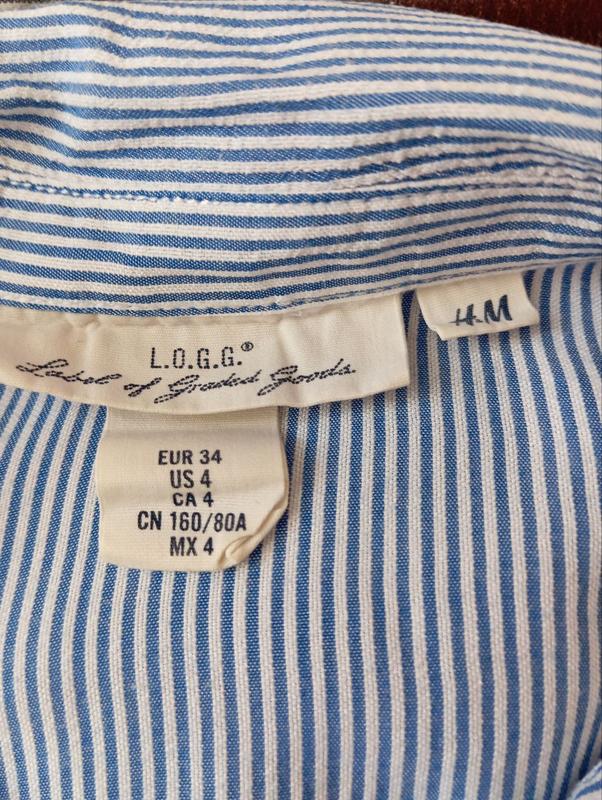 L.O.G.G.®
Label of Graded Goods
H.M
EUR 34
US 4
CA 4
CN 160/80A
MX 4